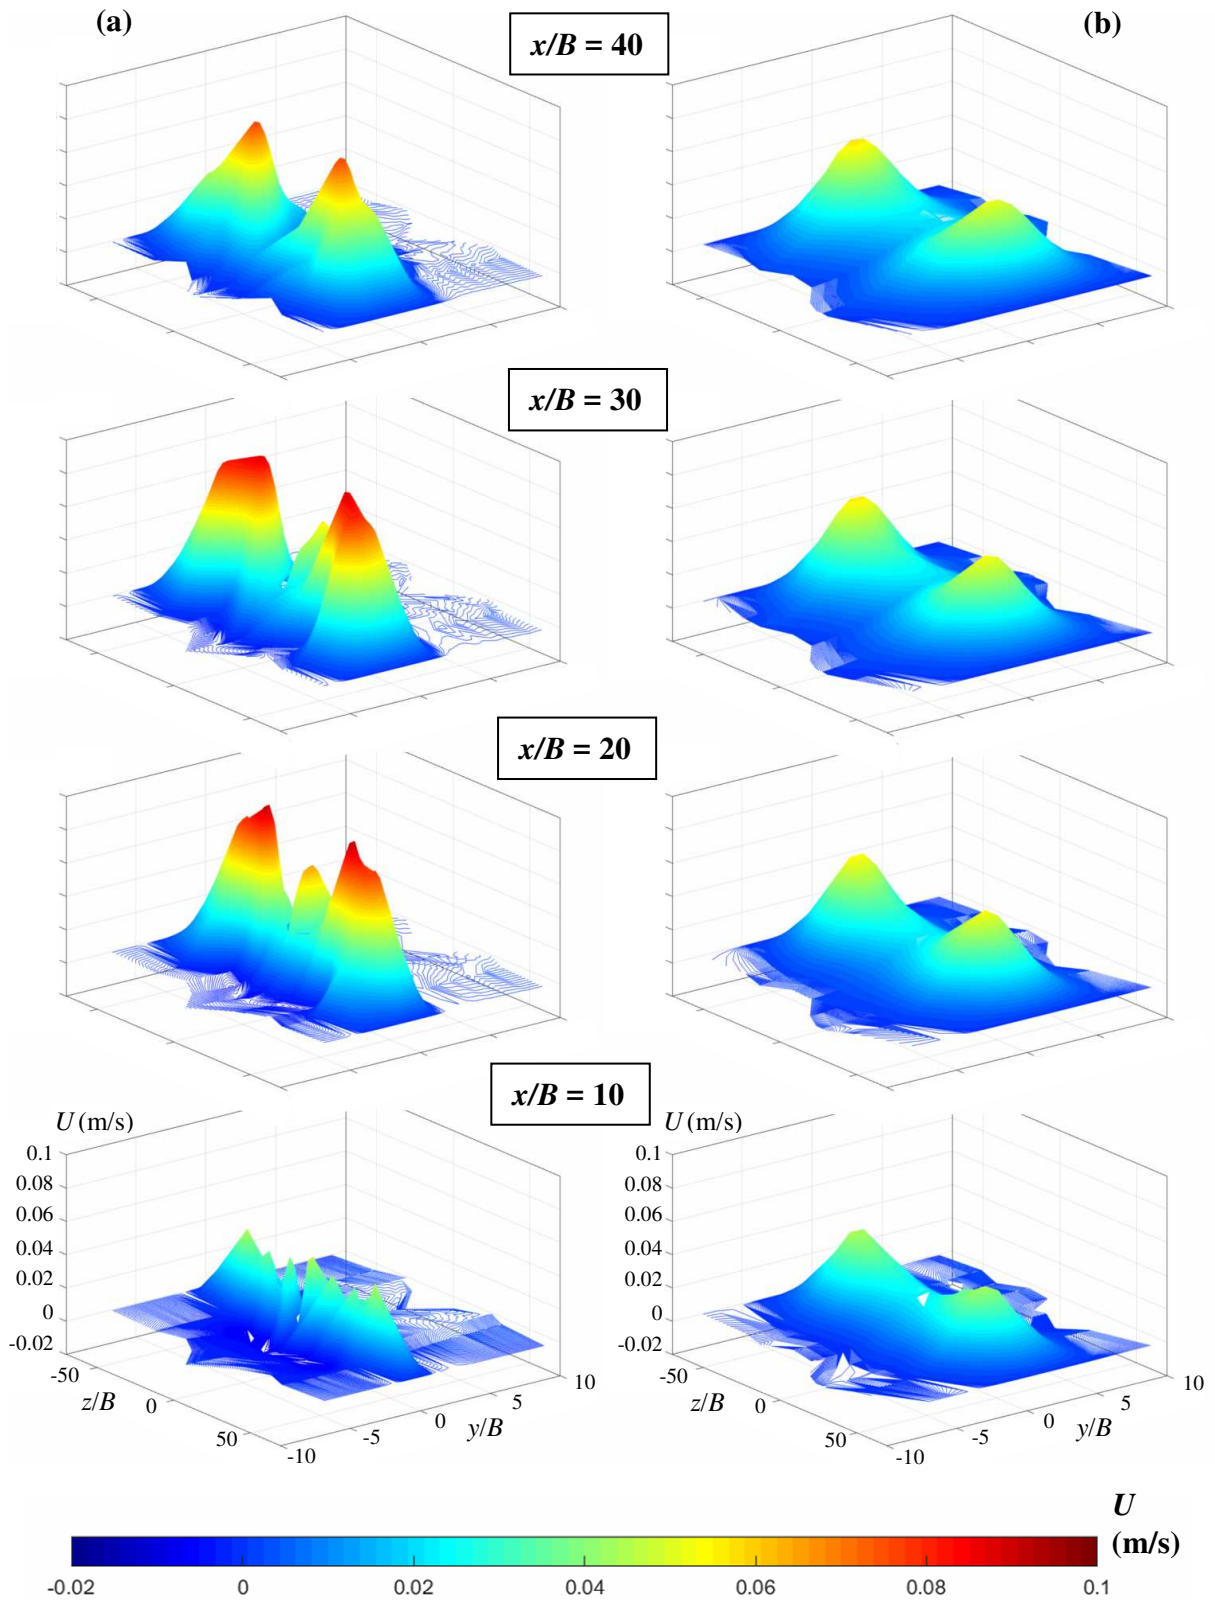 (a)
(b)
x/B = 40
x/B = 30
x/B = 20
x/B = 10
U (m/s)
U (m/s)
0.1
0.08
0.06
0.04
0.02
0
-0.02
-50
z/B
0
50
-10
-5
0
y/B
5
10
0.1
0.08
0.06
0.04
0.02
0
-0.02
-50
z/B
0
50
-10
-5
0
y/B
5
10
U
(m/s)
-0.02 0 0.02 0.04 0.06 0.08 0.1